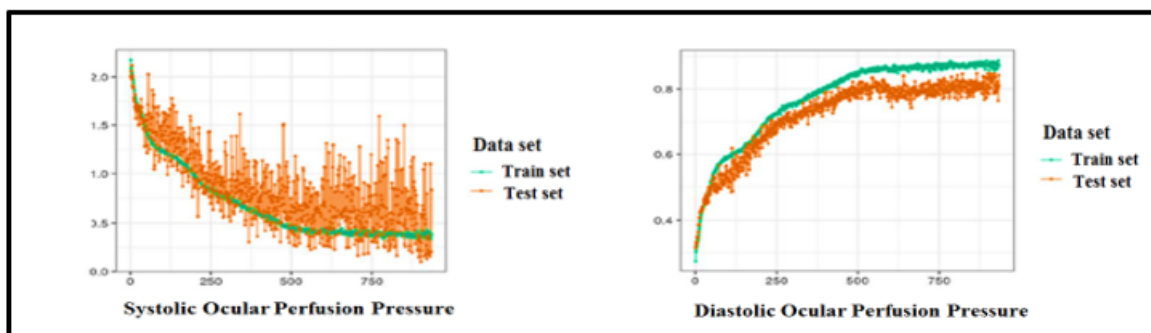 2.0
1.5
1.0
0.5
0.0
0 250 500 750
Systolic Ocular Perfusion Pressure
Data set
Train set
Test set
0.8
0.6
0.4
0 250 500 750
Diastolic Ocular Perfusion Pressure
Data set
Train set
Test set